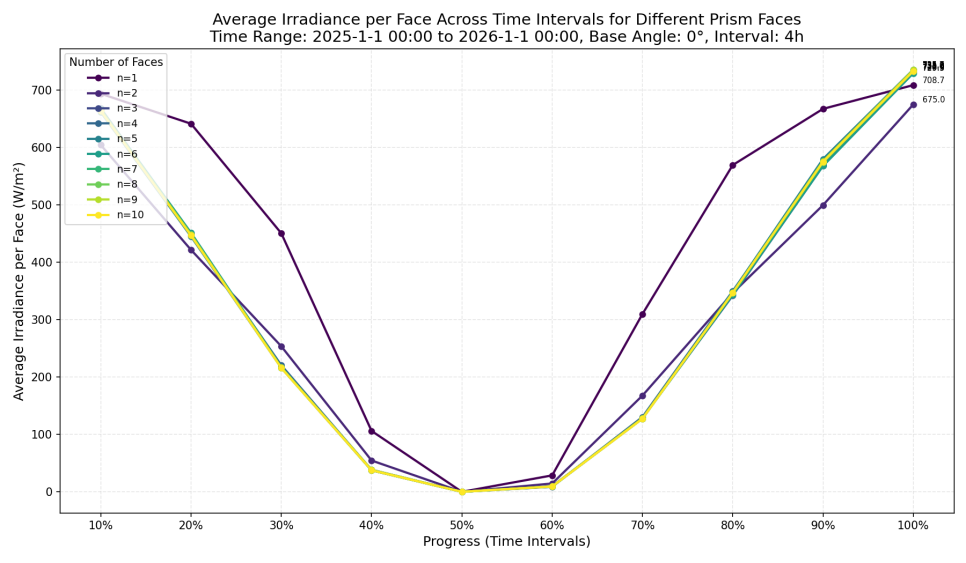 Average Irradiance per Face Across Time Intervals for Different Prism Faces
Time Range: 2025-1-1 00:00 to 2026-1-1 00:00, Base Angle: 0°, Interval: 4h
Average Irradiance per Face (W/m²)
700
600
500
400
300
200
100
0
Number of Faces
n=1
n=2
n=3
n=4
n=5
n=6
n=7
n=8
n=9
n=10
708.7
675.0
10%
20%
30%
40%
50%
60%
70%
80%
90%
100%
Progress (Time Intervals)